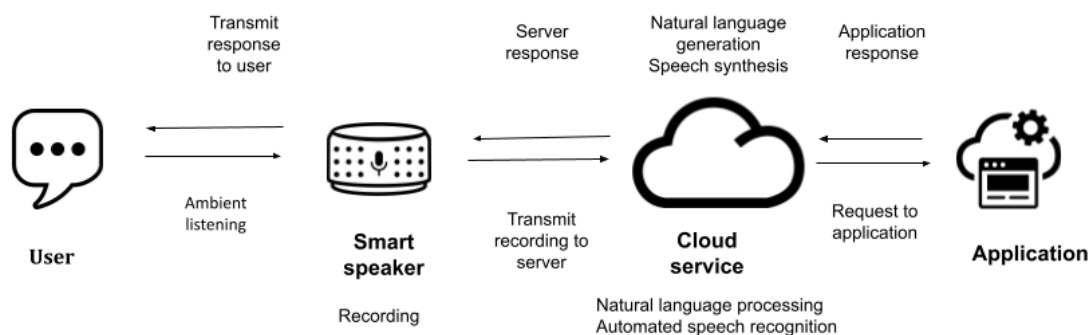 Transmit
response
to user
Server
response
Natural language
generation
Speech synthesis
Application
response
Ambient
listening
User
Smart
speaker
Recording
Transmit
recording to
server
Cloud
service
Natural language processing
Automated speech recognition
Request to
application
Application